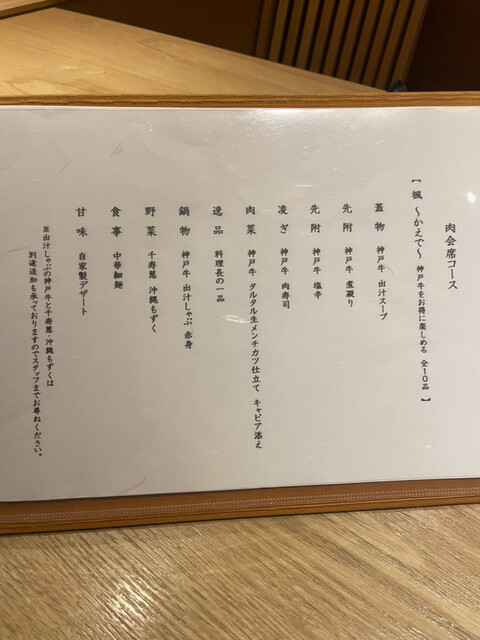 肉会席コース
【 楓 ～かえで～ 神戸牛をお得に楽しめる 全10品 】
蓋物 神戸牛 出汁スープ
先附 神戸牛 煮凝り
先附 神戸牛 塩辛
凌ぎ 神戸牛 肉寿司
肉菜 神戸牛 タルタル生メンチカツ仕立て キャビア添え
逸品 料理長の一品
鍋物 神戸牛 出汁しゃぶ 赤身
野菜 千寿葱 沖縄もずく
食事 中華細麺
甘味 自家製デザート
※出汁しゃぶの神戸牛と千寿葱・沖縄もずくは
別途追加も承っておりますのでスタッフまでお尋ねください。